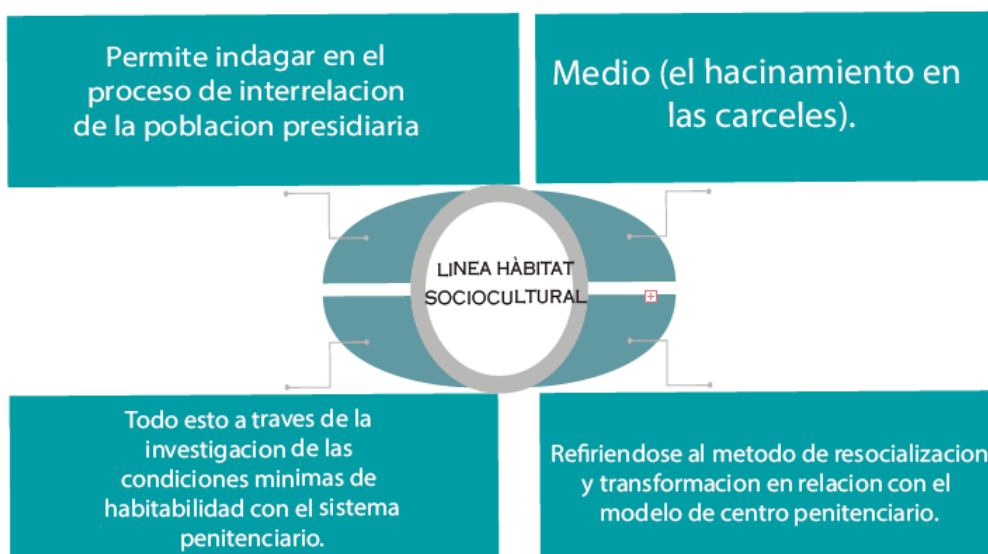 Permite indagar en el
proceso de interrelacion
de la poblacion presidiaria
Medio (el hacinamiento en
las carceles).
LINEA HÀBITAT
SOCIOCULTURAL
Todo esto a traves de la
investigacion de las
condiciones minimas de
habitabilidad con el sistema
penitenciario.
Refiriendose al metodo de resocializacion
y transformacion en relacion con el
modelo de centro penitenciario.